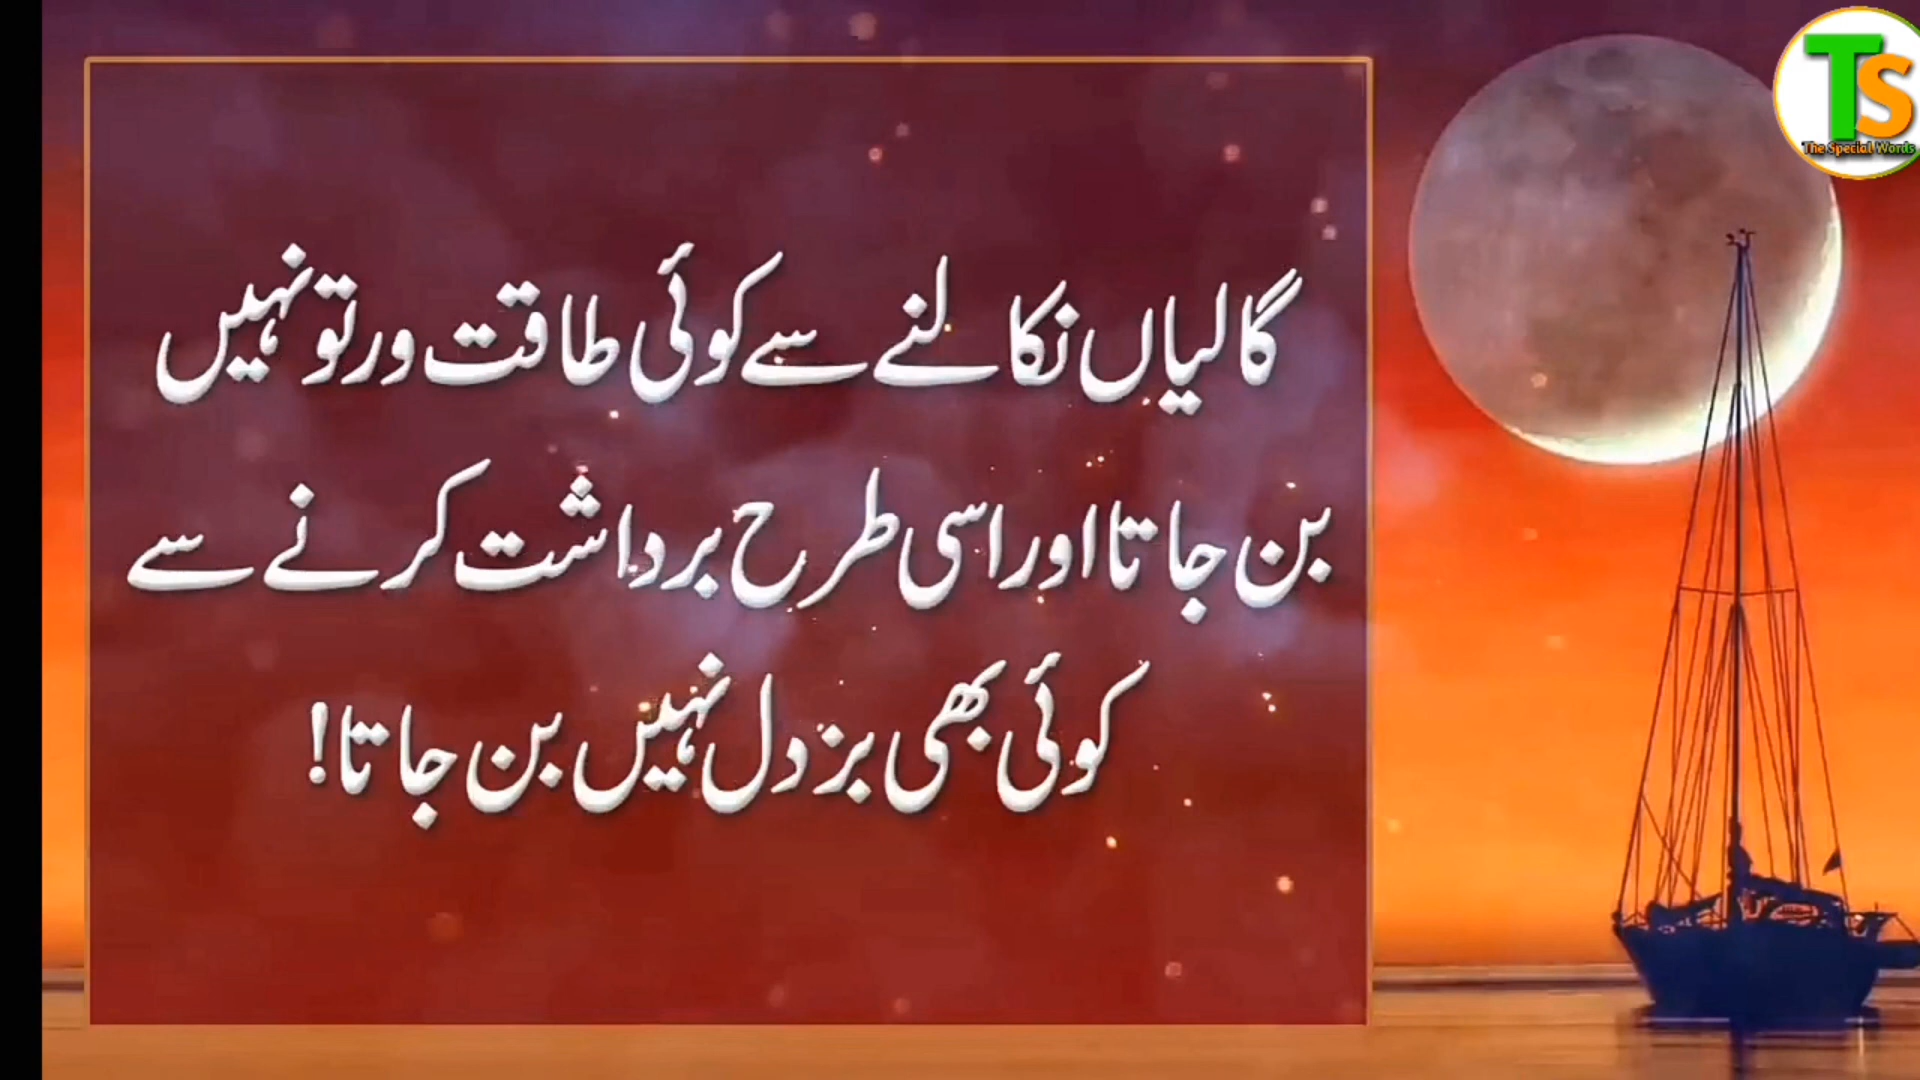 گالیاں نکالنے سے کوئی طاقت ور تو نہیں
بن جاتا اور اسی طرح برداشت کرنے سے
کوئی بھی بزدل نہیں بن جاتا!
TS
The Special Words